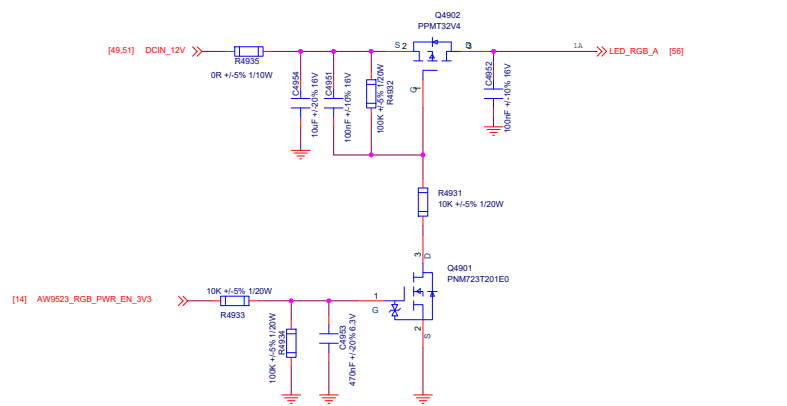 Q4902
PPMT32V4
[49,51] DCIN_12V
S 2
D 3
1A
LED_RGB_A [56]
R4935
0R +/-5% 1/10W
C4954
10uF +/-20% 16V
C4951
100nF +/-10% 16V
R4932
100K +/-5% 1/20W
G 1
C4952
100nF +/-10% 16V
R4931
10K +/-5% 1/20W
3 D
Q4901
PNM723T201E0
[14] AW9523_RGB_PWR_EN_3V3
10K +/-5% 1/20W
R4933
1
G
2 S
R4934
100K +/-5% 1/20W
C4953
470nF +/-20% 6.3V